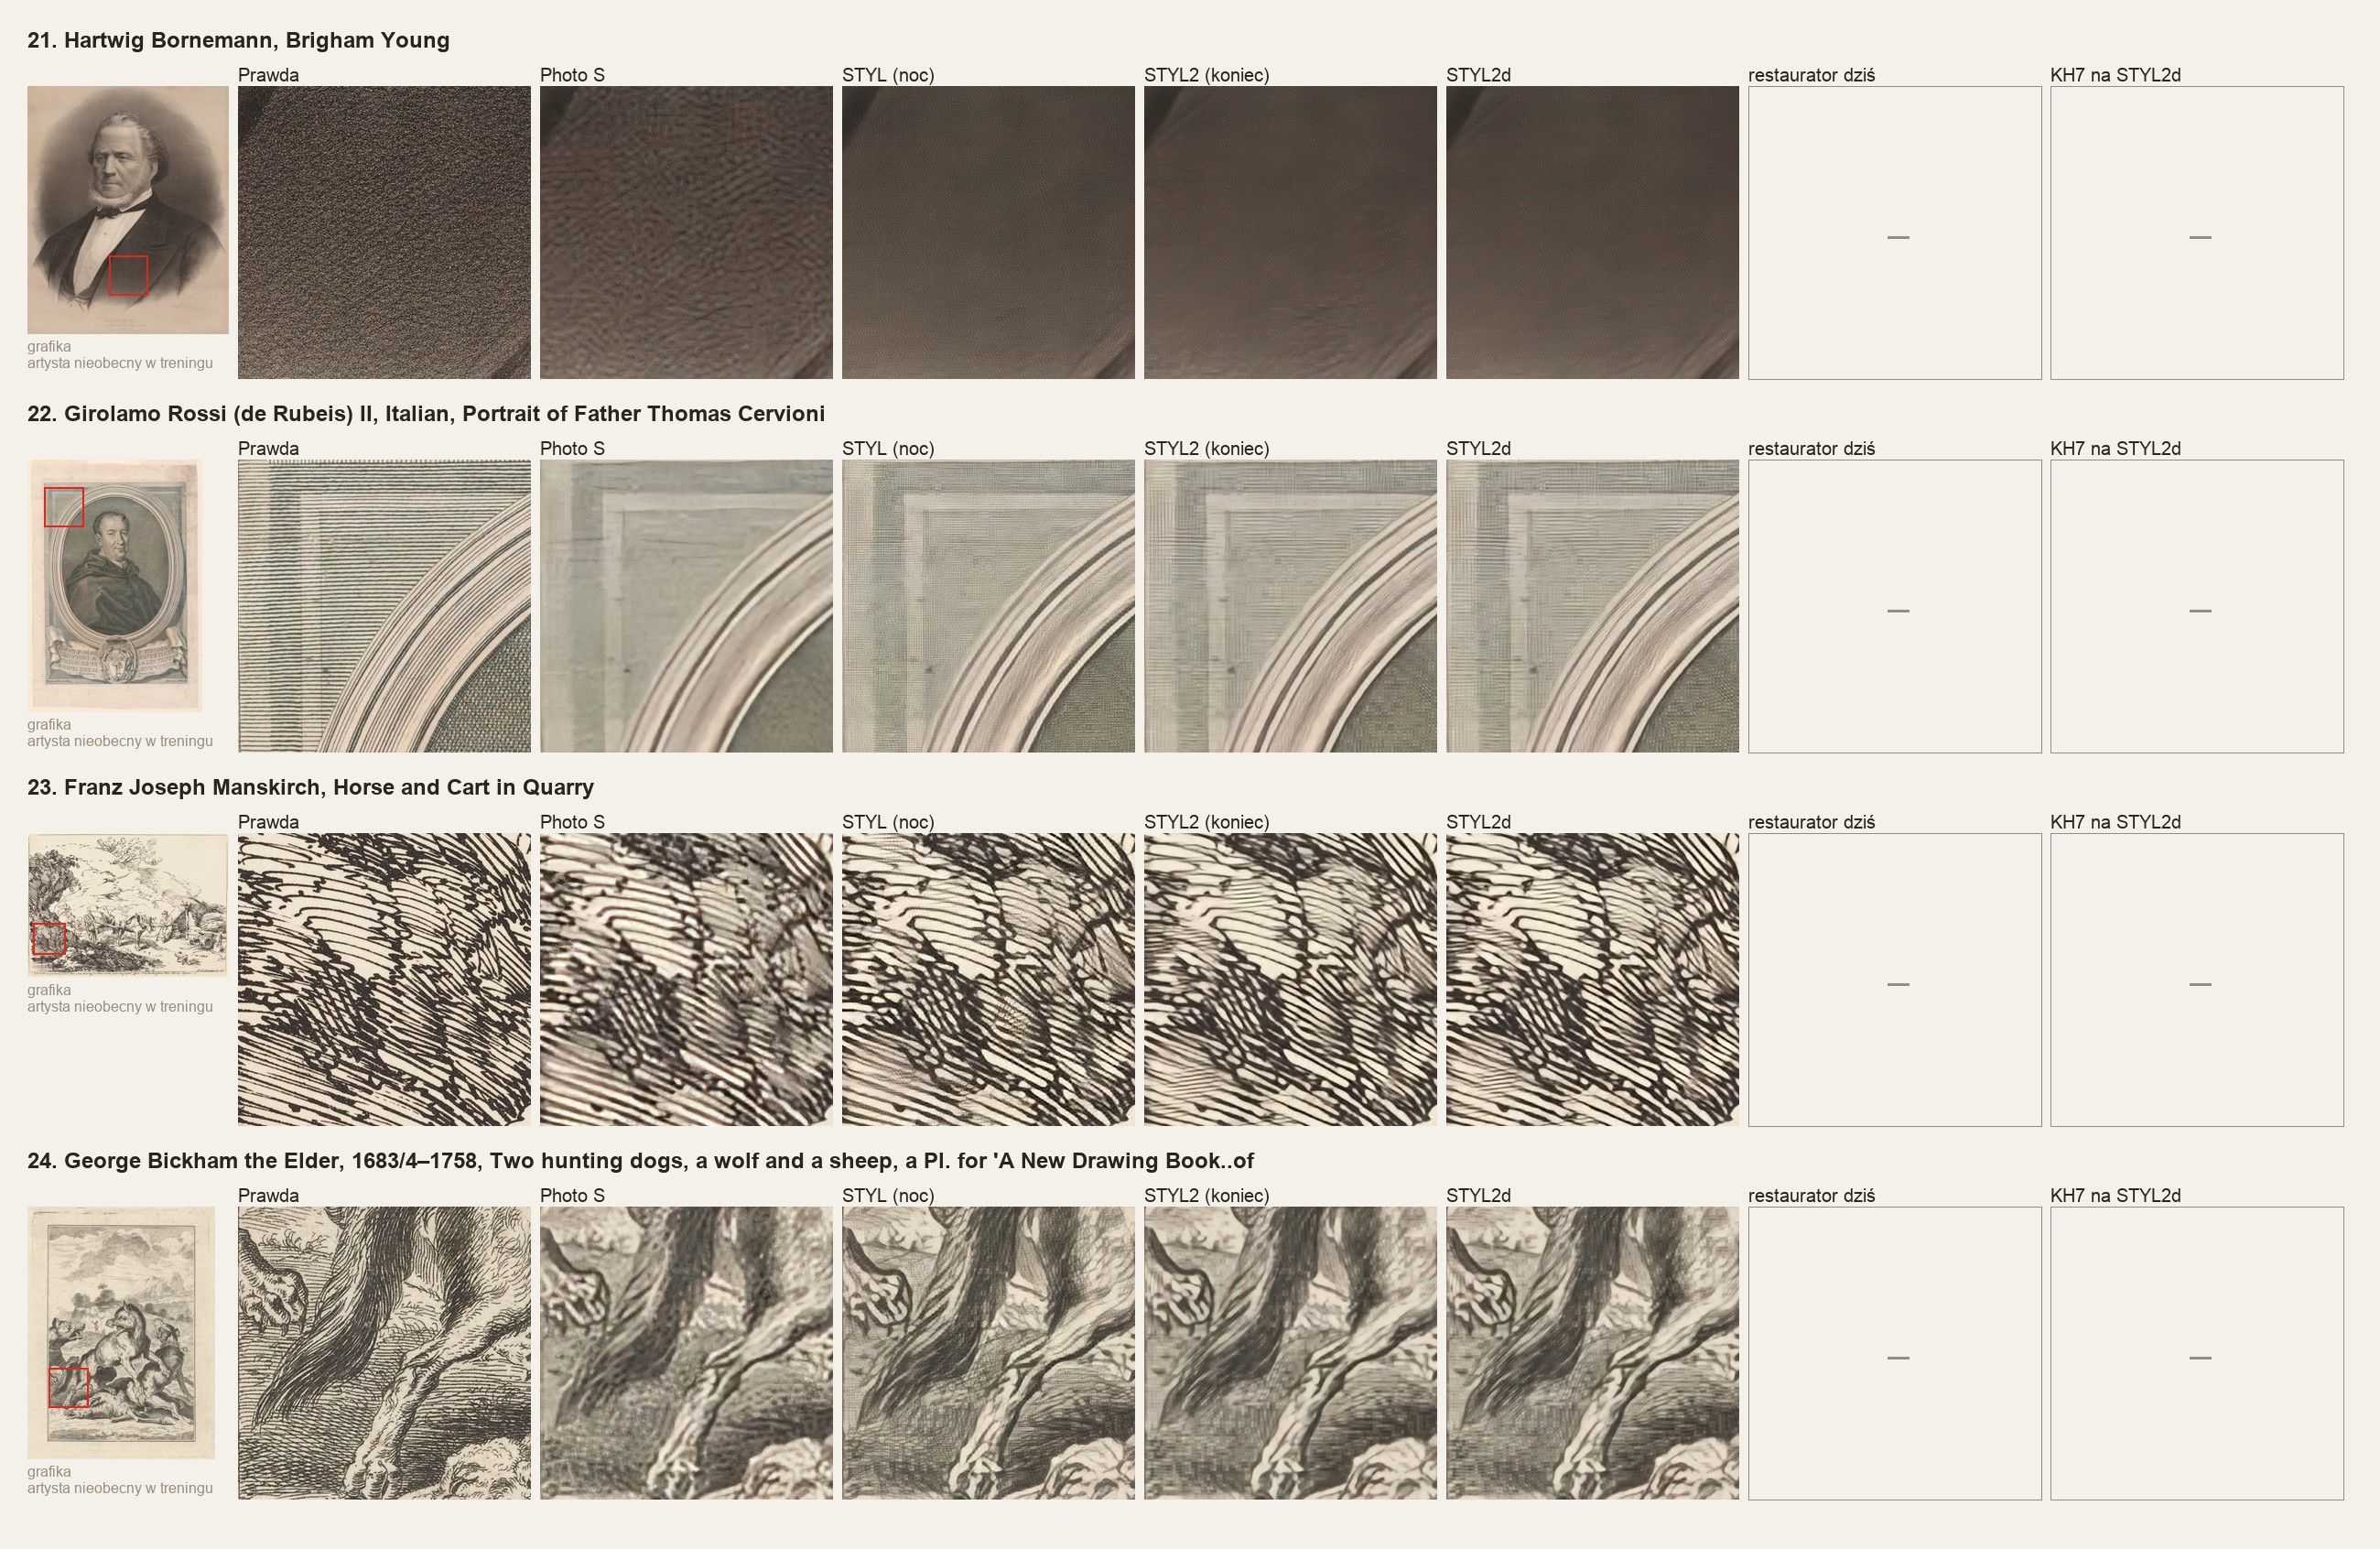 21. Hartwig Bornemann, Brigham Young
Prawda
Photo S
STYL (noc)
STYL2 (koniec)
STYL2d
restaurator dziś
KH7 na STYL2d
grafika
artysta nieobecny w treningu
22. Girolamo Rossi (de Rubeis) II, Italian, Portrait of Father Thomas Cervioni
Prawda
Photo S
STYL (noc)
STYL2 (koniec)
STYL2d
restaurator dziś
KH7 na STYL2d
grafika
artysta nieobecny w treningu
23. Franz Joseph Manskirch, Horse and Cart in Quarry
Prawda
Photo S
STYL (noc)
STYL2 (koniec)
STYL2d
restaurator dziś
KH7 na STYL2d
grafika
artysta nieobecny w treningu
24. George Bickham the Elder, 1683/4–1758, Two hunting dogs, a wolf and a sheep, a Pl. for 'A New Drawing Book..of
Prawda
Photo S
STYL (noc)
STYL2 (koniec)
STYL2d
restaurator dziś
KH7 na STYL2d
grafika
artysta nieobecny w treningu